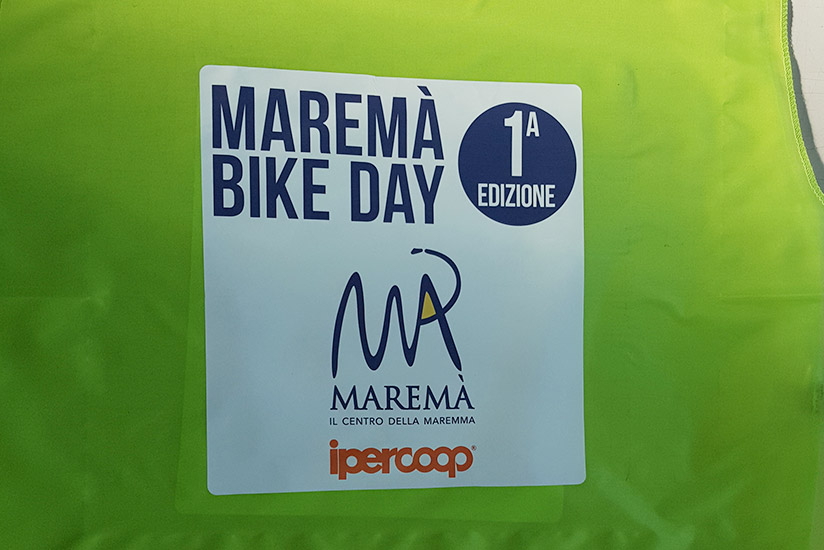 MAREMÀ
BIKE DAY
1A
EDIZIONE
MA
MAREMÀ
IL CENTRO DELLA MAREMMA
ipercoop®